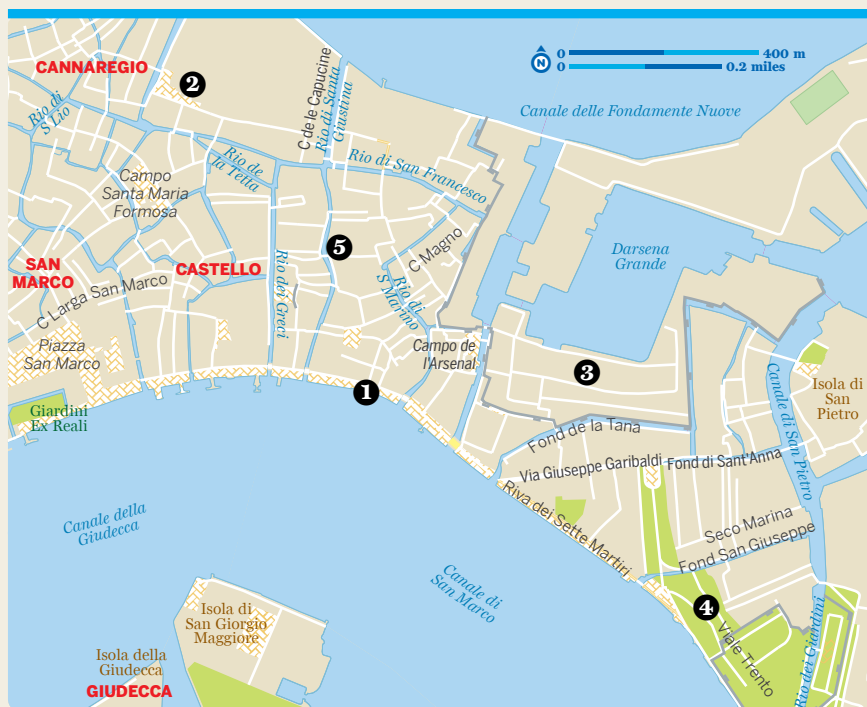 0
400 m
N
0
0.2 miles
CANNAREGIO
2
Rio di
S Lio
C de le Capucine
Rio di Santa
Giustina
Canale delle Fondamente Nuove
Rio de
la Tetta
Rio di San Francesco
Campo
Santa Maria
Formosa
5
C Magno
Darsena
Grande
SAN
MARCO
CASTELLO
C Larga San Marco
Rio dei Greci
Rio di
S Marino
Piazza
San Marco
Campo de
l'Arsenal
3
1
Giardini
Ex Reali
Canale di San Pietro
Isola di
San
Pietro
Fond de la Tana
Via Giuseppe Garibaldi
Fond di Sant'Anna
Riva dei Sette Martiri
Canale della
Giudecca
Seco Marina
Fond San Giuseppe
Canale di
San Marco
Isola di
San Giorgio
Maggiore
4
Viale Trento
Rio dei Giardini
Isola della
Giudecca
GIUDECCA